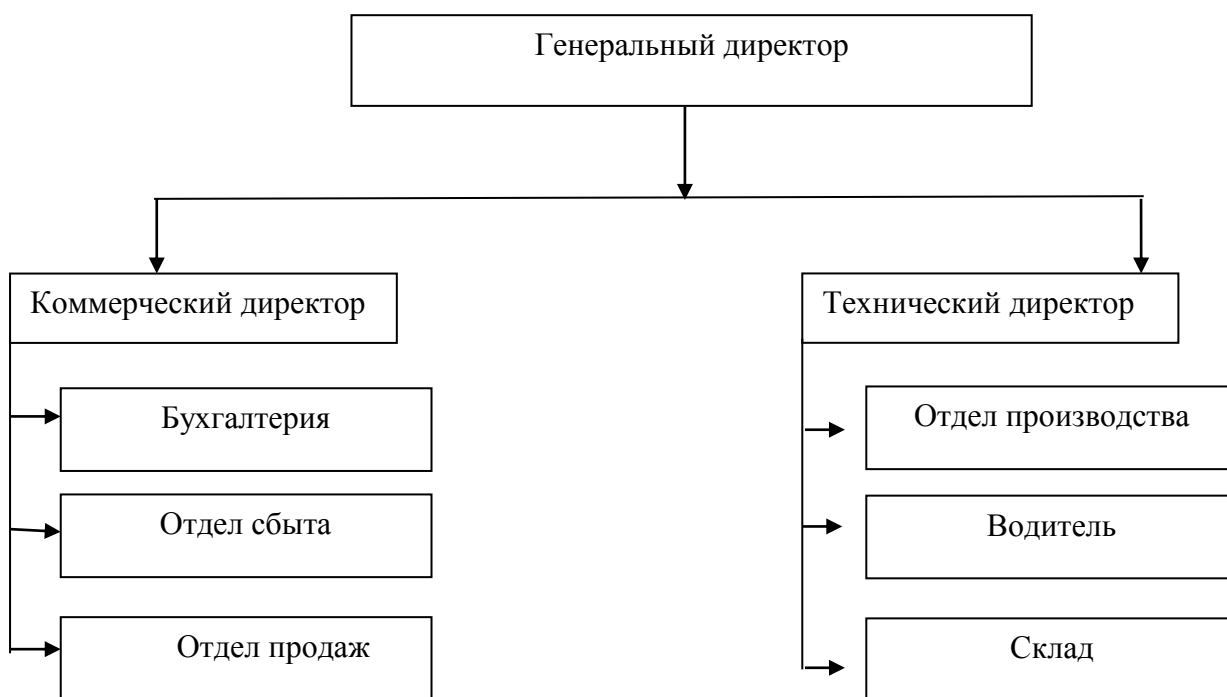 Генеральный директор
Коммерческий директор
Технический директор
Бухгалтерия
Отдел производства
Отдел сбыта
Водитель
Отдел продаж
Склад